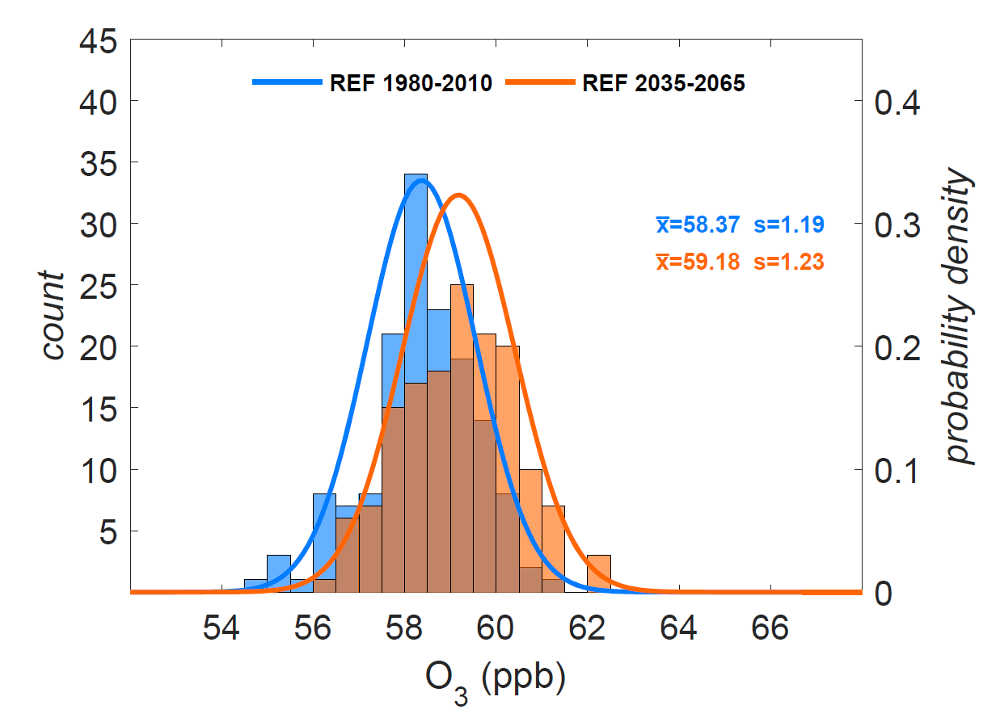 REF 1980-2010 REF 2035-2065
x̅=58.37 s=1.19
x̅=59.18 s=1.23
45
40
35
30
25
20
15
10
5
count
0.4
0.3
0.2
0.1
0
probability density
54 56 58 60 62 64 66
O₃ (ppb)